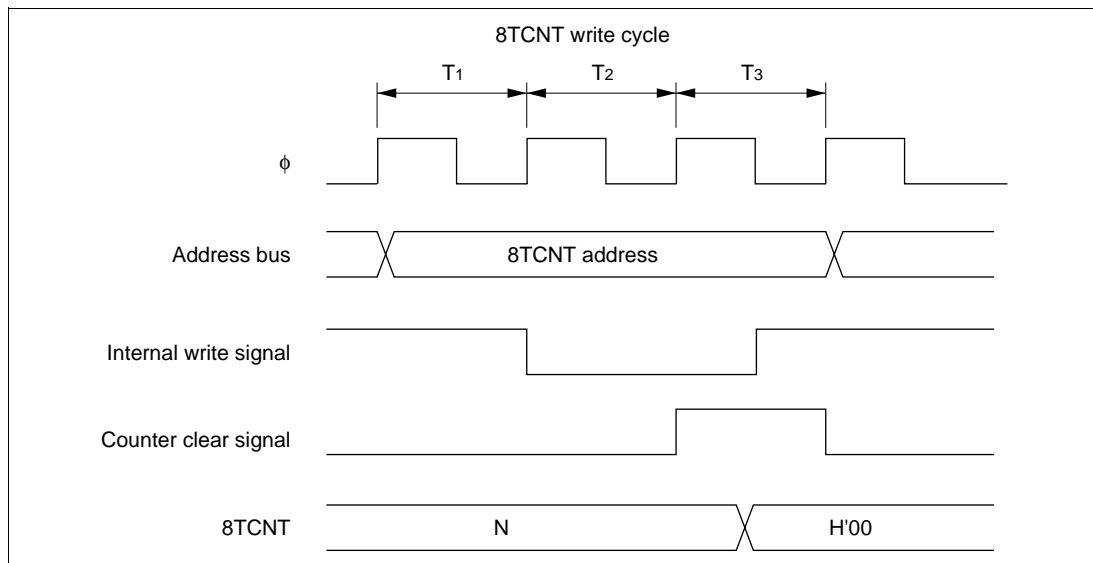 8TCNT write cycle
T1 T2 T3
ϕ
Address bus 8TCNT address
Internal write signal
Counter clear signal
8TCNT N H'00